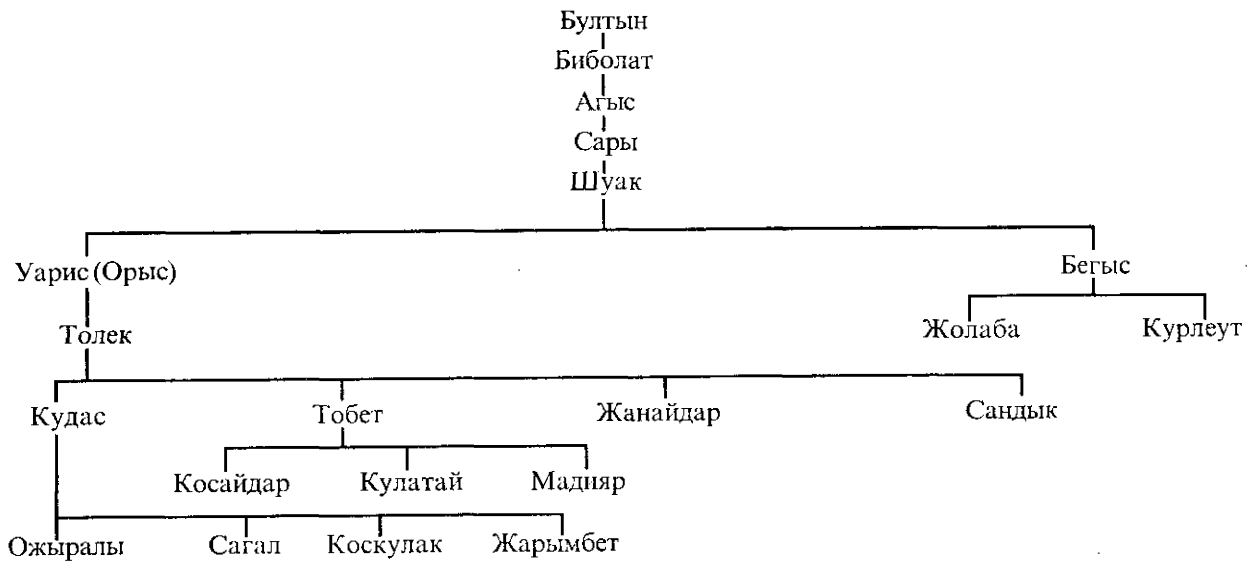 Бултын
Биболат
Агыс
Сары
Шуак
Уарис (Орыс) Бегыс
Толек Жолаба Курлеут
Кудас Тобет Жанайдар Сандык
Косайдар Кулатай Мадияр
Ожыралы Сагал Коскулак Жарымбет